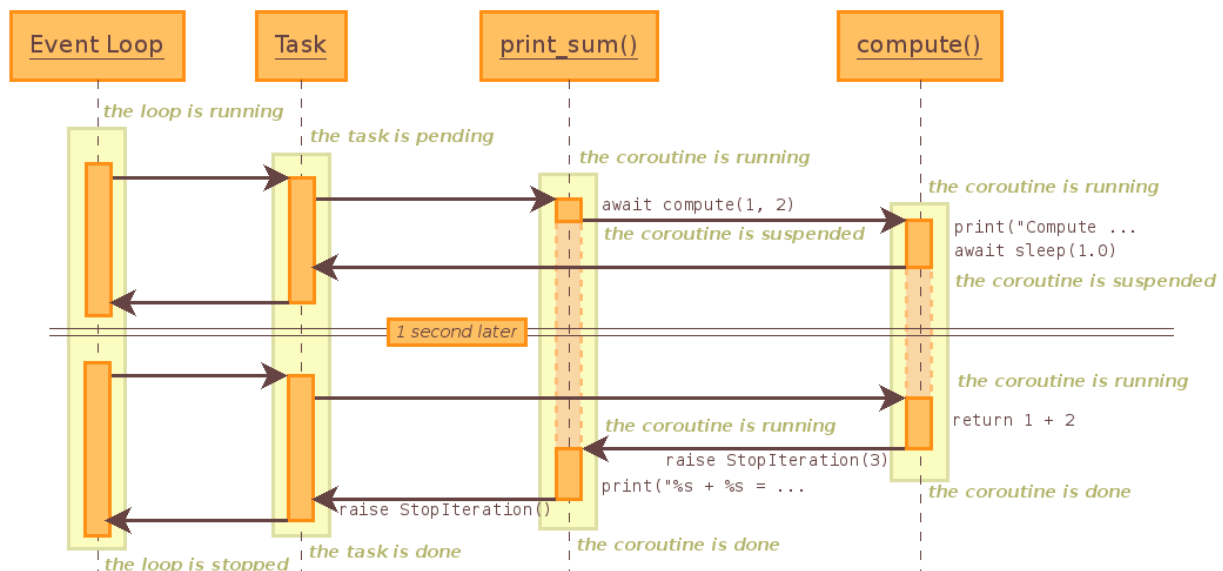 Event Loop
Task
print_sum()
compute()
the loop is running
the task is pending
the coroutine is running
the coroutine is running
await compute(1, 2)
print("Compute ...
the coroutine is suspended
await sleep(1.0)
the coroutine is suspended
1 second later
the coroutine is running
return 1 + 2
the coroutine is running
raise StopIteration(3)
print("%s + %s = ...
the coroutine is done
raise StopIteration()
the coroutine is done
the task is done
the loop is stopped